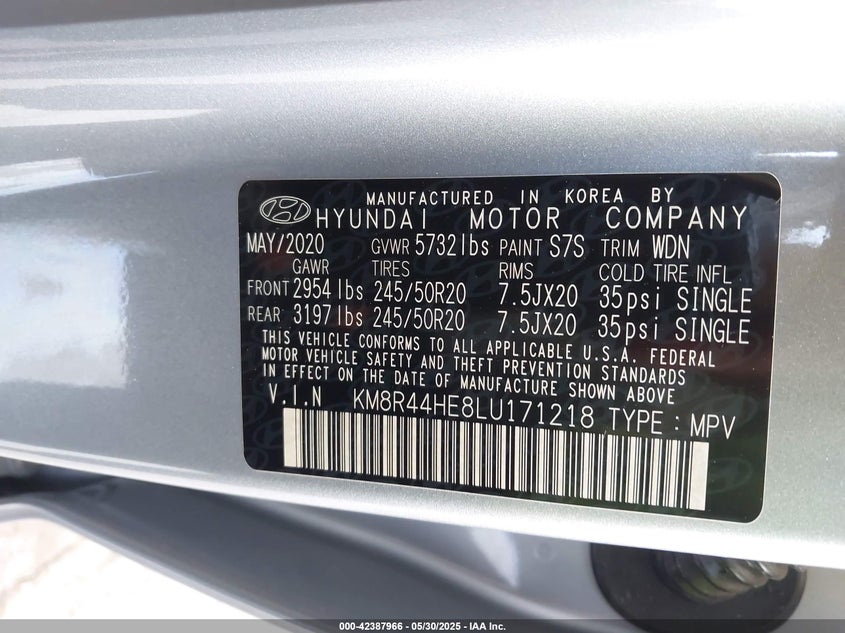 MANUFACTURED IN KOREA BY
HYUNDAI MOTOR COMPANY
MAY/2020 GVWR 5732lbs PAINT S7S TRIM WDN
GAWR TIRES RIMS COLD TIRE INFL
FRONT 2954lbs 245/50R20 7.5JX20 35psi SINGLE
REAR 3197lbs 245/50R20 7.5JX20 35psi SINGLE
THIS VEHICLE CONFORMS TO ALL APPLICABLE U.S.A. FEDERAL
MOTOR VEHICLE SAFETY AND THEFT PREVENTION STANDARDS
IN EFFECT ON THE DATE OF MANUFACTURE SHOWN ABOVE
V.I.N KM8R44HE8LU171218 TYPE : MPV
000-42387966 - 05/30/2025 - IAA Inc.